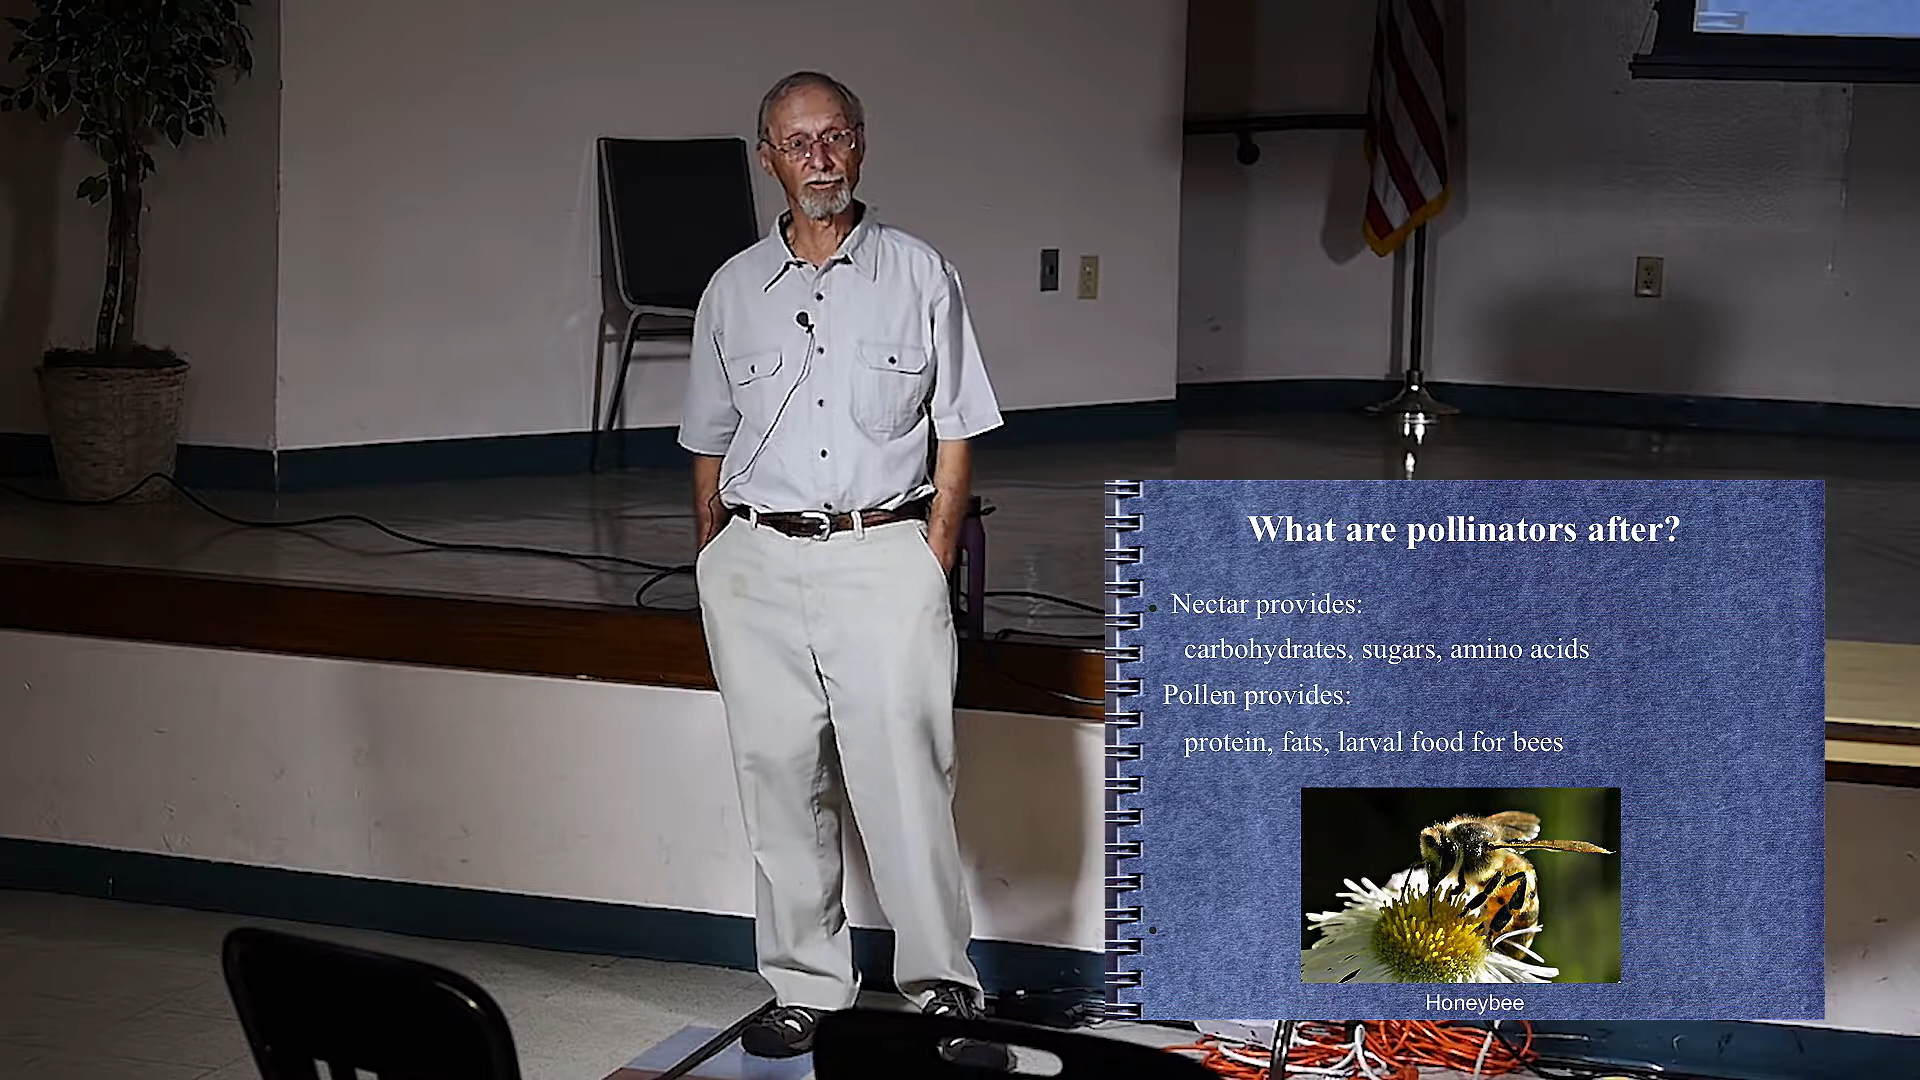 What are pollinators after?
Nectar provides:
carbohydrates, sugars, amino acids
Pollen provides:
protein, fats, larval food for bees
Honeybee